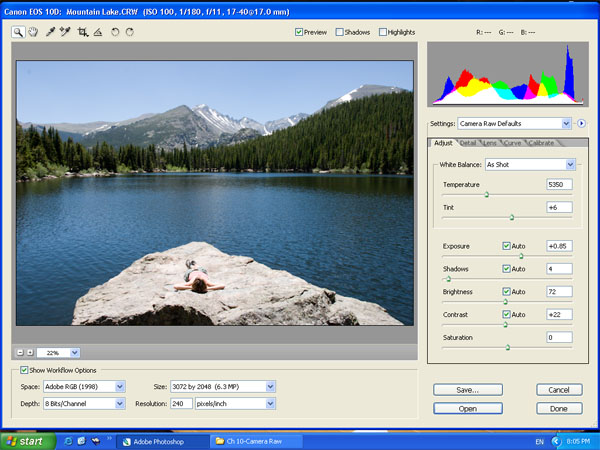 Canon EOS 10D: Mountain Lake.CRW (ISO 100, 1/180, f/11, 17-40@17.0 mm)
Preview Shadows Highlights R: --- G: --- B: ---
Settings: Camera Raw Defaults
Adjust Detail Lens Curve Calibrate
White Balance: As Shot
Temperature 5350
Tint +6
Exposure Auto +0.85
Shadows Auto 4
Brightness Auto 72
Contrast Auto +22
Saturation 0
22%
Show Workflow Options
Space: Adobe RGB (1998) Size: 3072 by 2048 (6.3 MP)
Depth: 8 Bits/Channel Resolution: 240 pixels/inch
Save... Cancel
Open Done
start Adobe Photoshop Ch 10-Camera Raw EN 8:05 PM